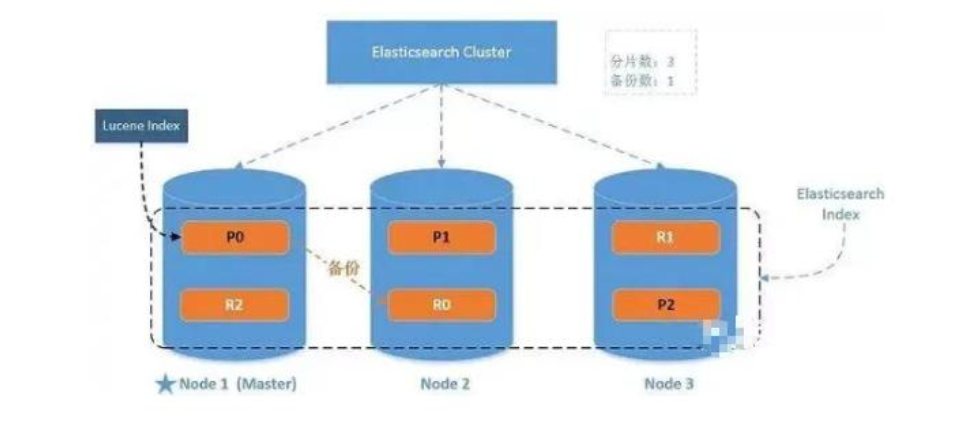 Elasticsearch Cluster
分片数：3
备份数：1
Lucene Index
Elasticsearch
Index
P0
P1
R1
备份
R2
R0
P2
Node 1 (Master)
Node 2
Node 3